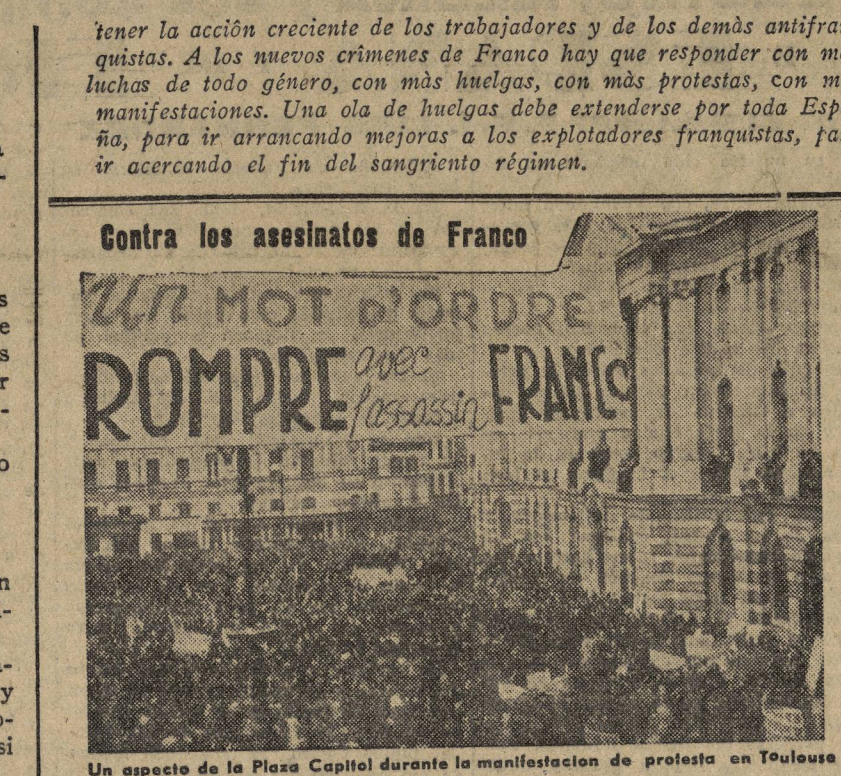 tener la acciôn creciente de los trabajadores y de los demàs antifra
quistas. A los nuevos crîmenes de Franco hay que responder con m
luchas de todo género, con màs huelgas, con màs protestas, con m
manifestaciones. Una ola de huelgas debe extenderse por toda Esp
ña, para ir arrancando mejoras a los explotadores franquistas, pa
ir acercando el fin del sangriento régimen.
Contra los asesinatos de Franco
Un MOT D'ORDRE
ROMPRE avec l'assassin FRANCO
Un aspecto de la Plaza Capitol durante la manifestacion de protesta en Toulouse